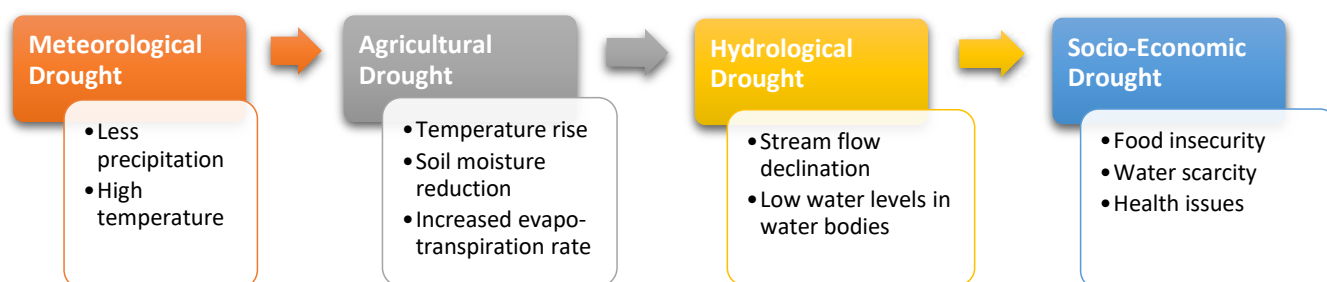 Meteorological
Drought
• Less
precipitation
• High
temperature
Agricultural
Drought
• Temperature rise
• Soil moisture
reduction
• Increased evapo-
transpiration rate
Hydrological
Drought
• Stream flow
declination
• Low water levels in
water bodies
Socio-Economic
Drought
• Food insecurity
• Water scarcity
• Health issues